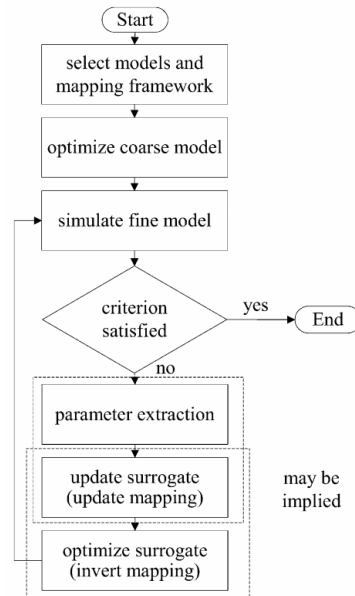 Start
select models and
mapping framework
optimize coarse model
simulate fine model
criterion
satisfied
yes
End
no
parameter extraction
update surrogate
(update mapping)
may be
implied
optimize surrogate
(invert mapping)